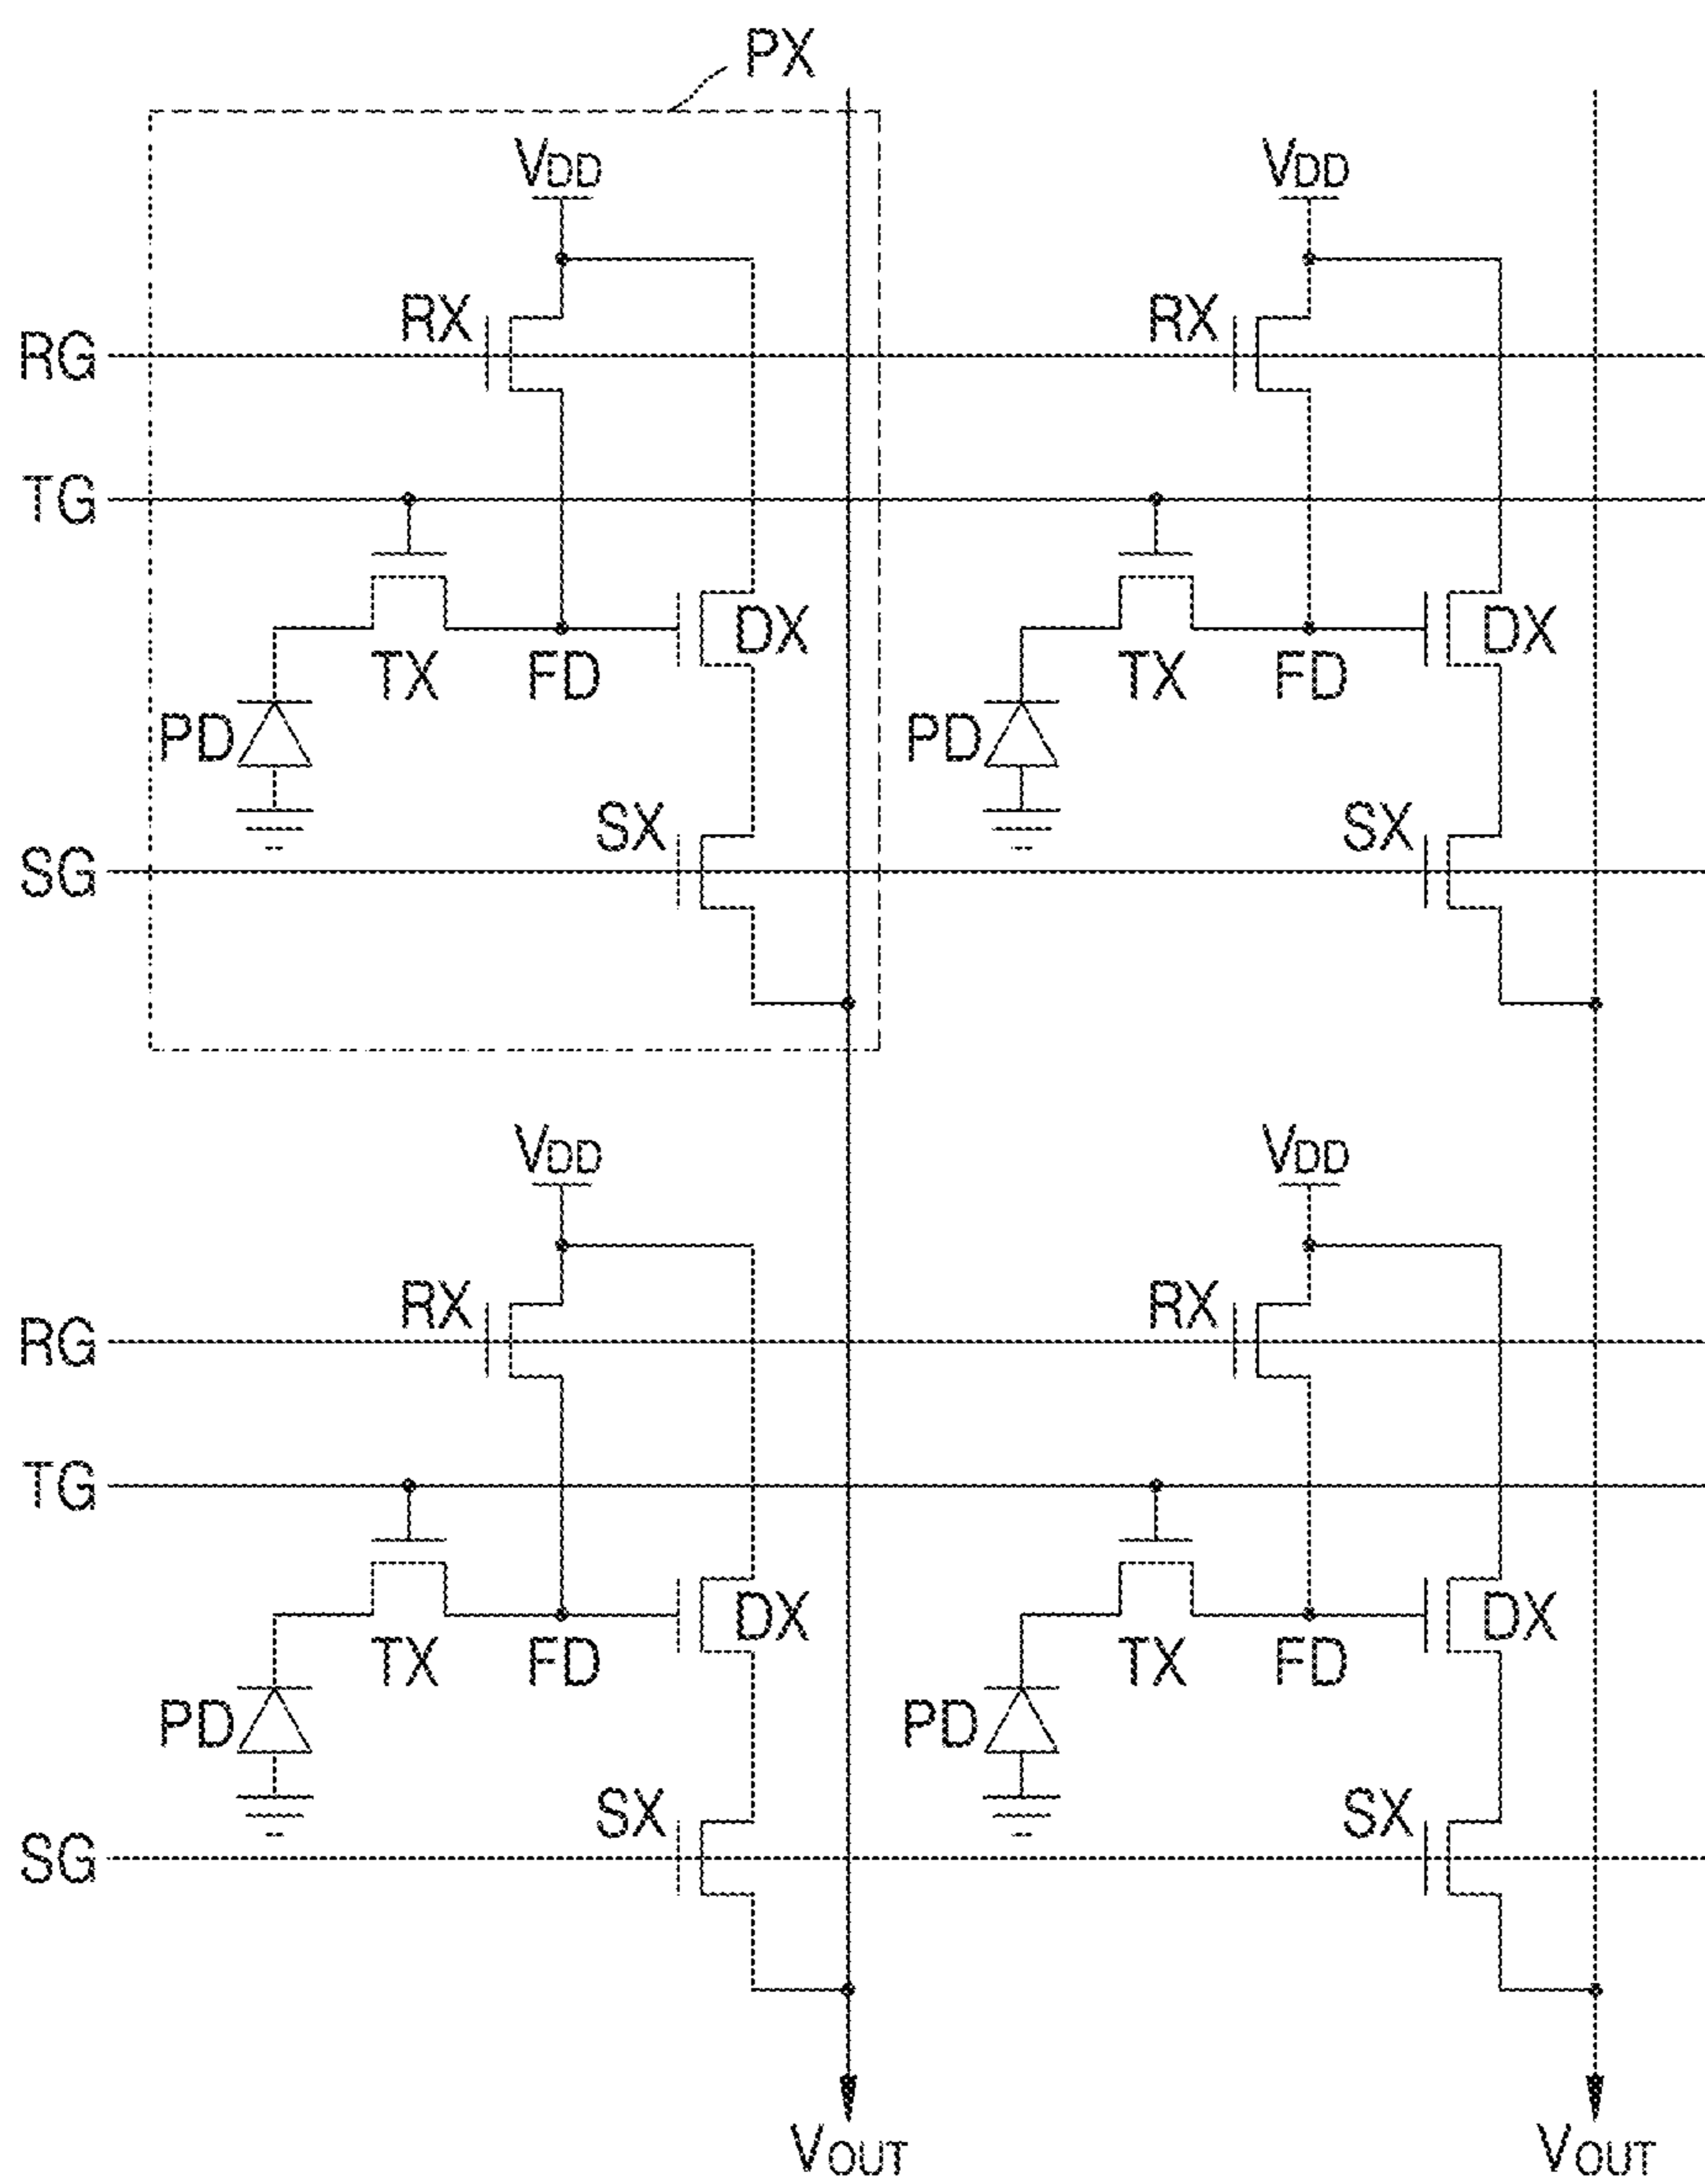 PX
VDD VDD
RX RX
RG
TG
DX DX
TX FD TX FD
PD PD
SX SX
SG
VDD VDD
RX RX
RG
TG
DX DX
TX FD TX FD
PD PD
SX SX
SG
VOUT VOUT